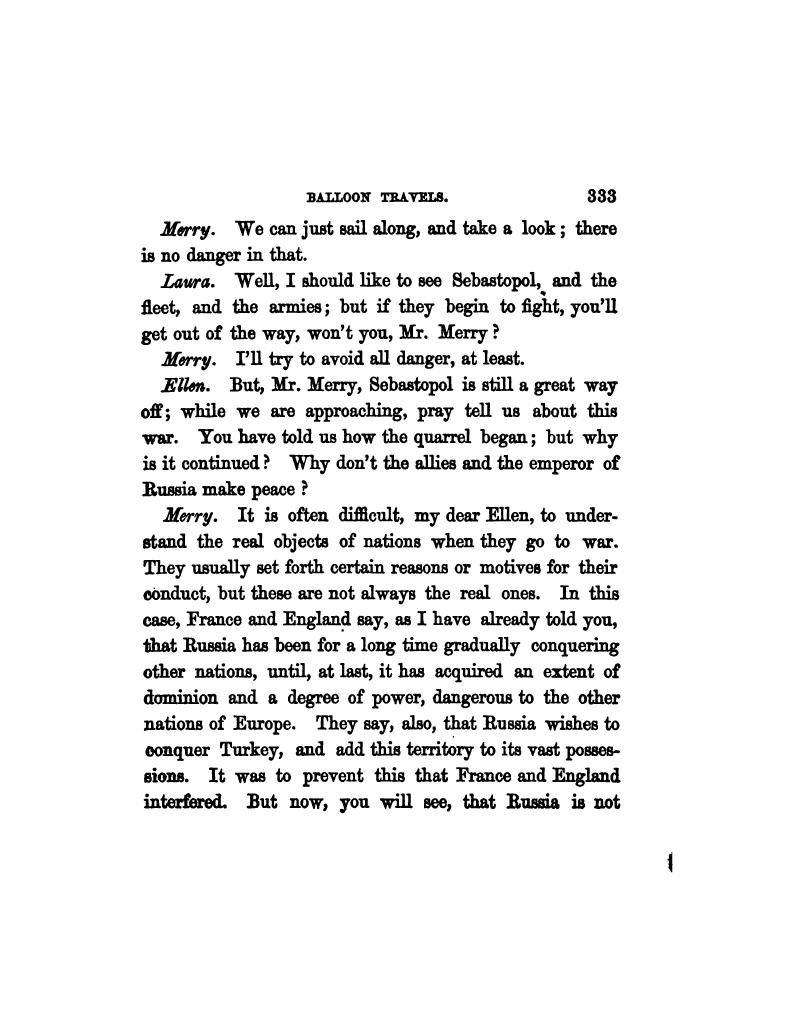 BALLOON TRAVELS. 333
Merry. We can just sail along, and take a look; there
is no danger in that.
Laura. Well, I should like to see Sebastopol, and the
fleet, and the armies; but if they begin to fight, you'll
get out of the way, won't you, Mr. Merry?
Merry. I'll try to avoid all danger, at least.
Ellen. But, Mr. Merry, Sebastopol is still a great way
off; while we are approaching, pray tell us about this
war. You have told us how the quarrel began; but why
is it continued? Why don't the allies and the emperor of
Russia make peace?
Merry. It is often difficult, my dear Ellen, to under-
stand the real objects of nations when they go to war.
They usually set forth certain reasons or motives for their
conduct, but these are not always the real ones. In this
case, France and England say, as I have already told you,
that Russia has been for a long time gradually conquering
other nations, until, at last, it has acquired an extent of
dominion and a degree of power, dangerous to the other
nations of Europe. They say, also, that Russia wishes to
conquer Turkey, and add this territory to its vast posses-
sions. It was to prevent this that France and England
interfered. But now, you will see, that Russia is not